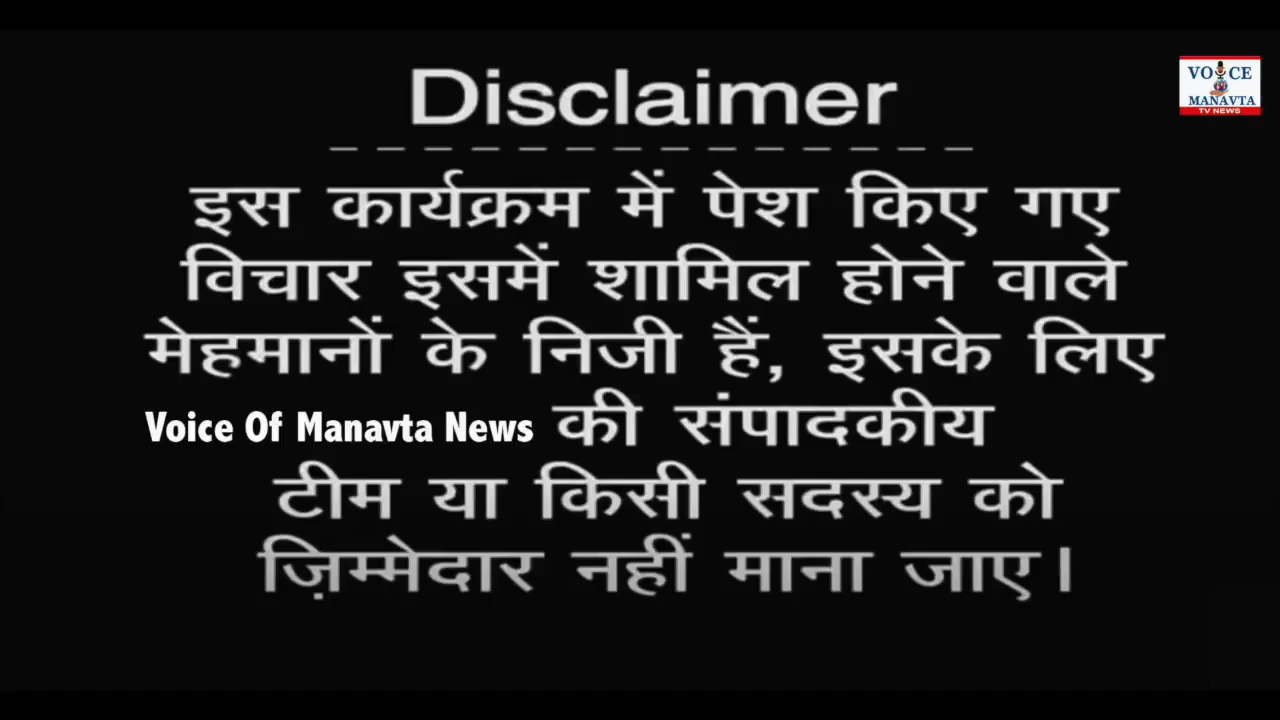 Disclaimer
VOICE
MANAVTA
TV NEWS
इस कार्यक्रम में पेश किए गए
विचार इसमें शामिल होने वाले
मेहमानों के निजी हैं, इसके लिए
Voice Of Manavta News की संपादकीय
टीम या किसी सदस्य को
ज़िम्मेदार नहीं माना जाए।